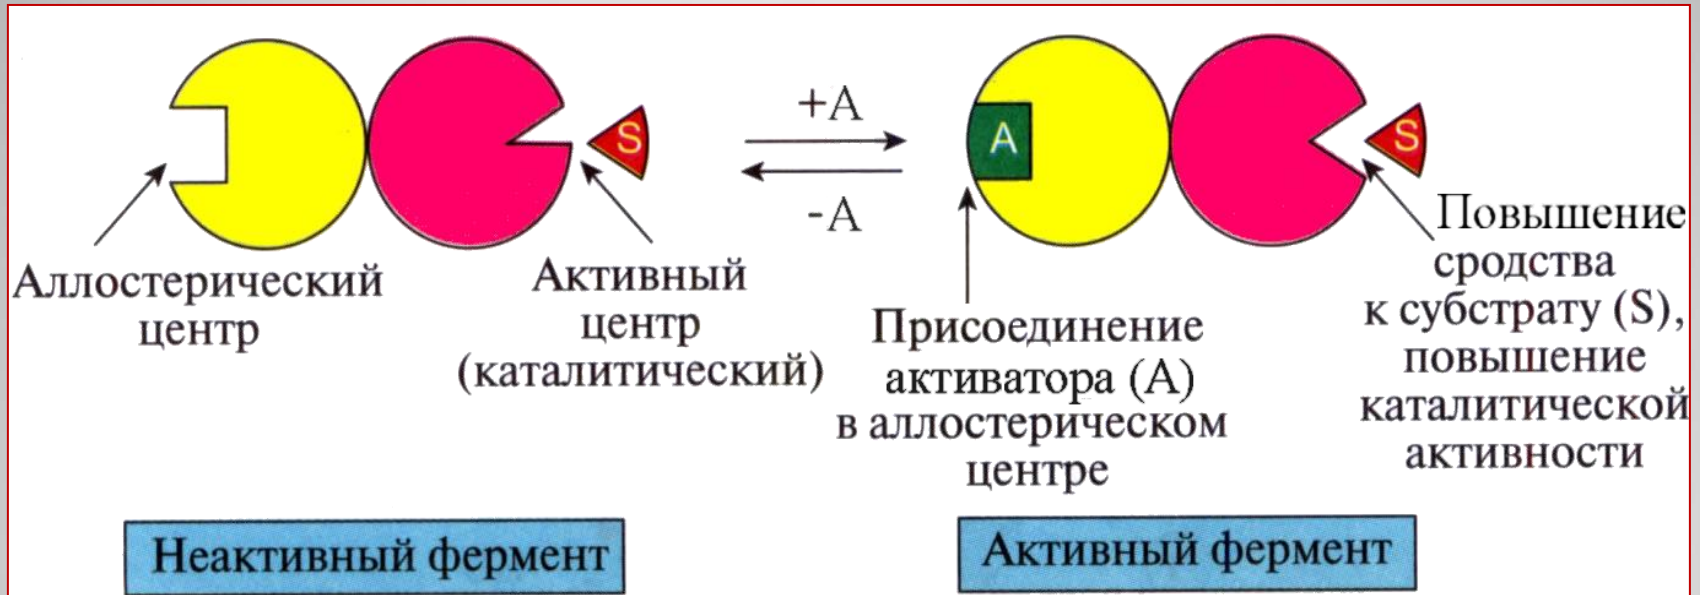 S
+А
-А
А
S
Аллостерический
центр
Активный
центр
(каталитический)
Присоединение
активатора (А)
в аллостерическом
центре
Повышение
сродства
к субстрату (S),
повышение
каталитической
активности
Неактивный фермент
Активный фермент